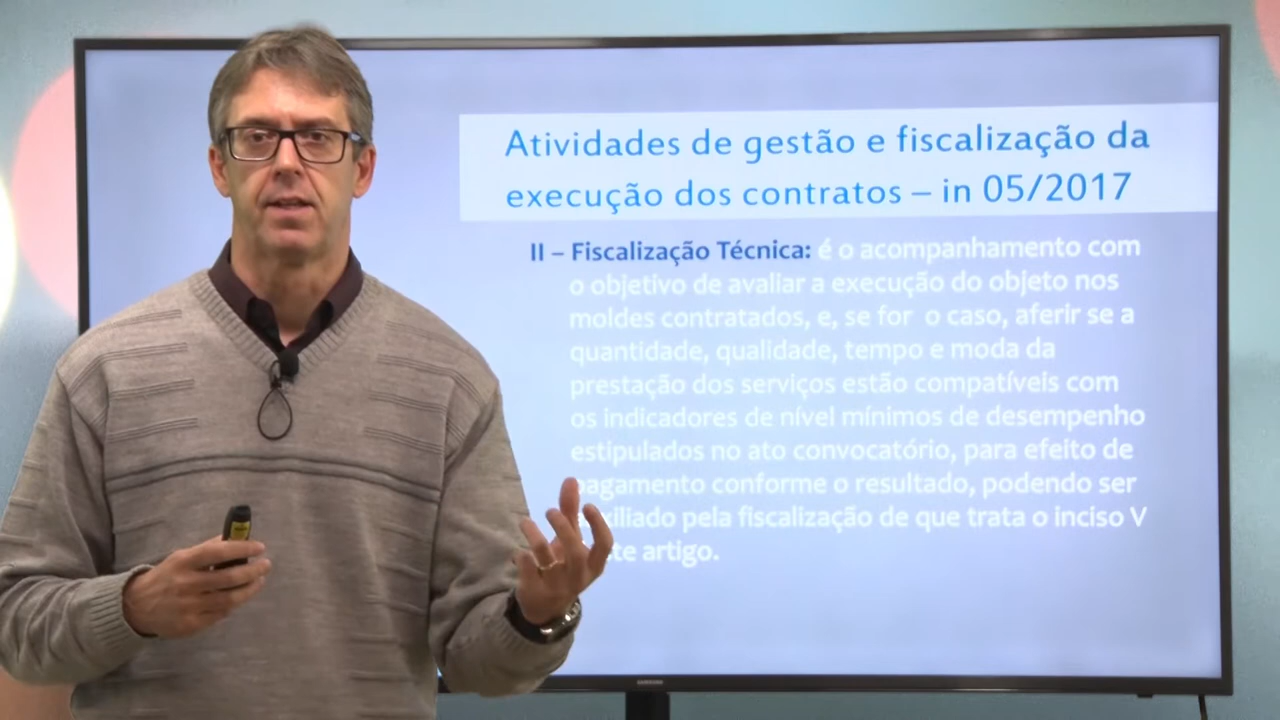 Atividades de gestão e fiscalização da
execução dos contratos – in 05/2017
II – Fiscalização Técnica: é o acompanhamento com
o objetivo de avaliar a execução do objeto nos
moldes contratados, e, se for o caso, aferir se a
quantidade, qualidade, tempo e moda da
prestação dos serviços estão compatíveis com
os indicadores de nível mínimos de desempenho
estipulados no ato convocatório, para efeito de
pagamento conforme o resultado, podendo ser
auxiliado pela fiscalização de que trata o inciso V
artigo.
SAMSUNG